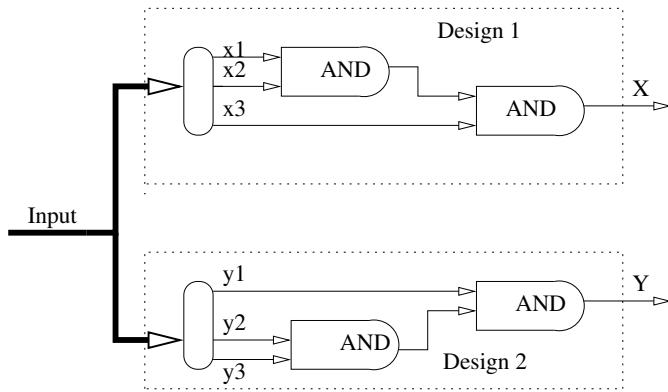 Design 1
x1
x2
AND
x3
AND
X
Input
y1
y2
AND
y3
AND
Y
Design 2